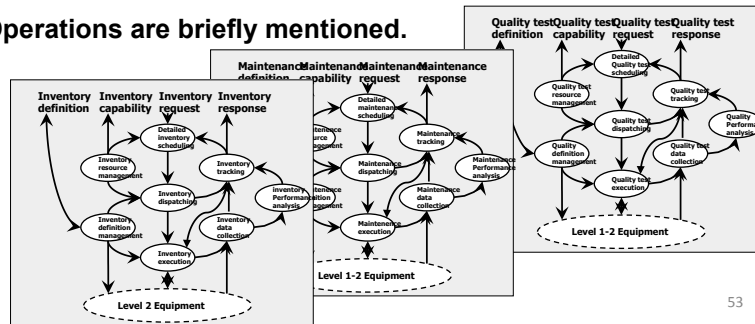 Operations are briefly mentioned.
Inventory Inventory Inventory Inventory
definition capability request response
Detailed
inventory
scheduling
Inventory
resource
management
Inventory
tracking
Inventory
dispatching
inventory
Performance
analysis
Inventory
definition
management
Inventory
data
collection
Inventory
execution
Level 2 Equipment
Maintenance Maintenance Maintenance Maintenance
definition capability request response
Detailed
maintenance
scheduling
Maintenance
tracking
Maintenance
dispatching
Maintenance
Performance
analysis
Maintenance
data
collection
Maintenance
execution
Level 1-2 Equipment
Quality test Quality test Quality test Quality test
definition capability request response
Detailed
Quality test
scheduling
Quality test
resource
management
Quality test
tracking
Quality test
dispatching
Quality
Performa
analysis
Quality
definition
management
Quality test
data
collection
Quality test
execution
Level 1-2 Equipment
53